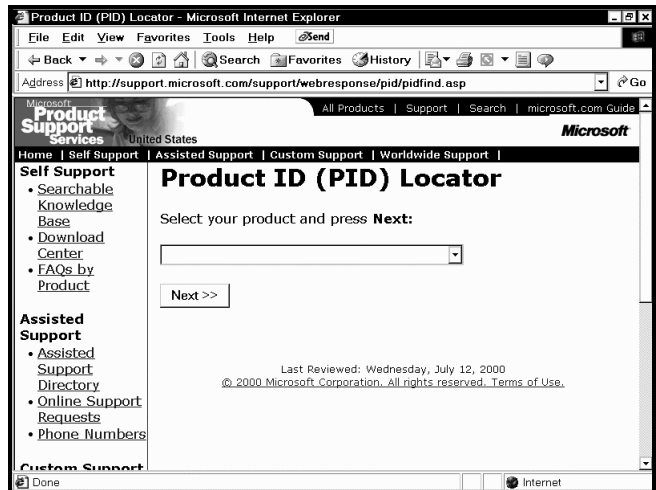 Product ID (PID) Locator - Microsoft Internet Explorer
File Edit View Favorites Tools Help Send
Back Search Favorites History
Address http://support.microsoft.com/support/webresponse/pid/pidfind.asp Go
All Products | Support | Search | microsoft.com Guide
Microsoft
Product
Support
Services United States
Microsoft
Home | Self Support | Assisted Support | Custom Support | Worldwide Support |
Self Support
• Searchable
Knowledge
Base
• Download
Center
• FAQs by
Product
Assisted
Support
• Assisted
Support
Directory
• Online Support
Requests
• Phone Numbers
Custom Support
Product ID (PID) Locator
Select your product and press Next:
Next >>
Last Reviewed: Wednesday, July 12, 2000
© 2000 Microsoft Corporation. All rights reserved. Terms of Use.
Done Internet